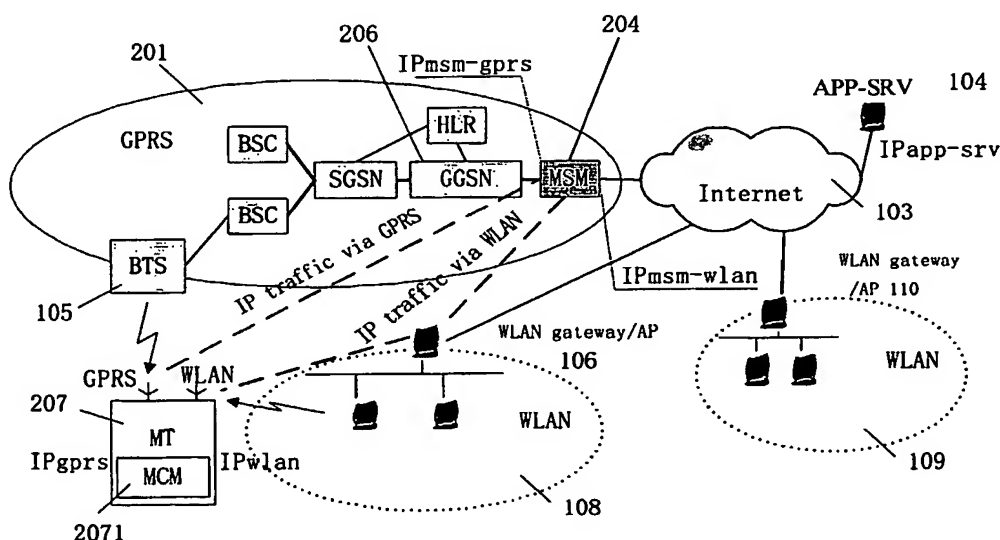 206
204
201
IPmsm-gprs
APP-SRV 104
HLR
GPRS
BSC
IPapp-srv
SGSN
GGSN
MSM
Internet
BSC
103
IP traffic via GPRS
IP traffic via WLAN
BTS
IPmsm-wlan
WLAN gateway
/AP 110
105
WLAN gateway/AP
106
GPRS
WLAN
WLAN
207
MT
WLAN
IPgprs
MCM
IPwlan
109
108
2071